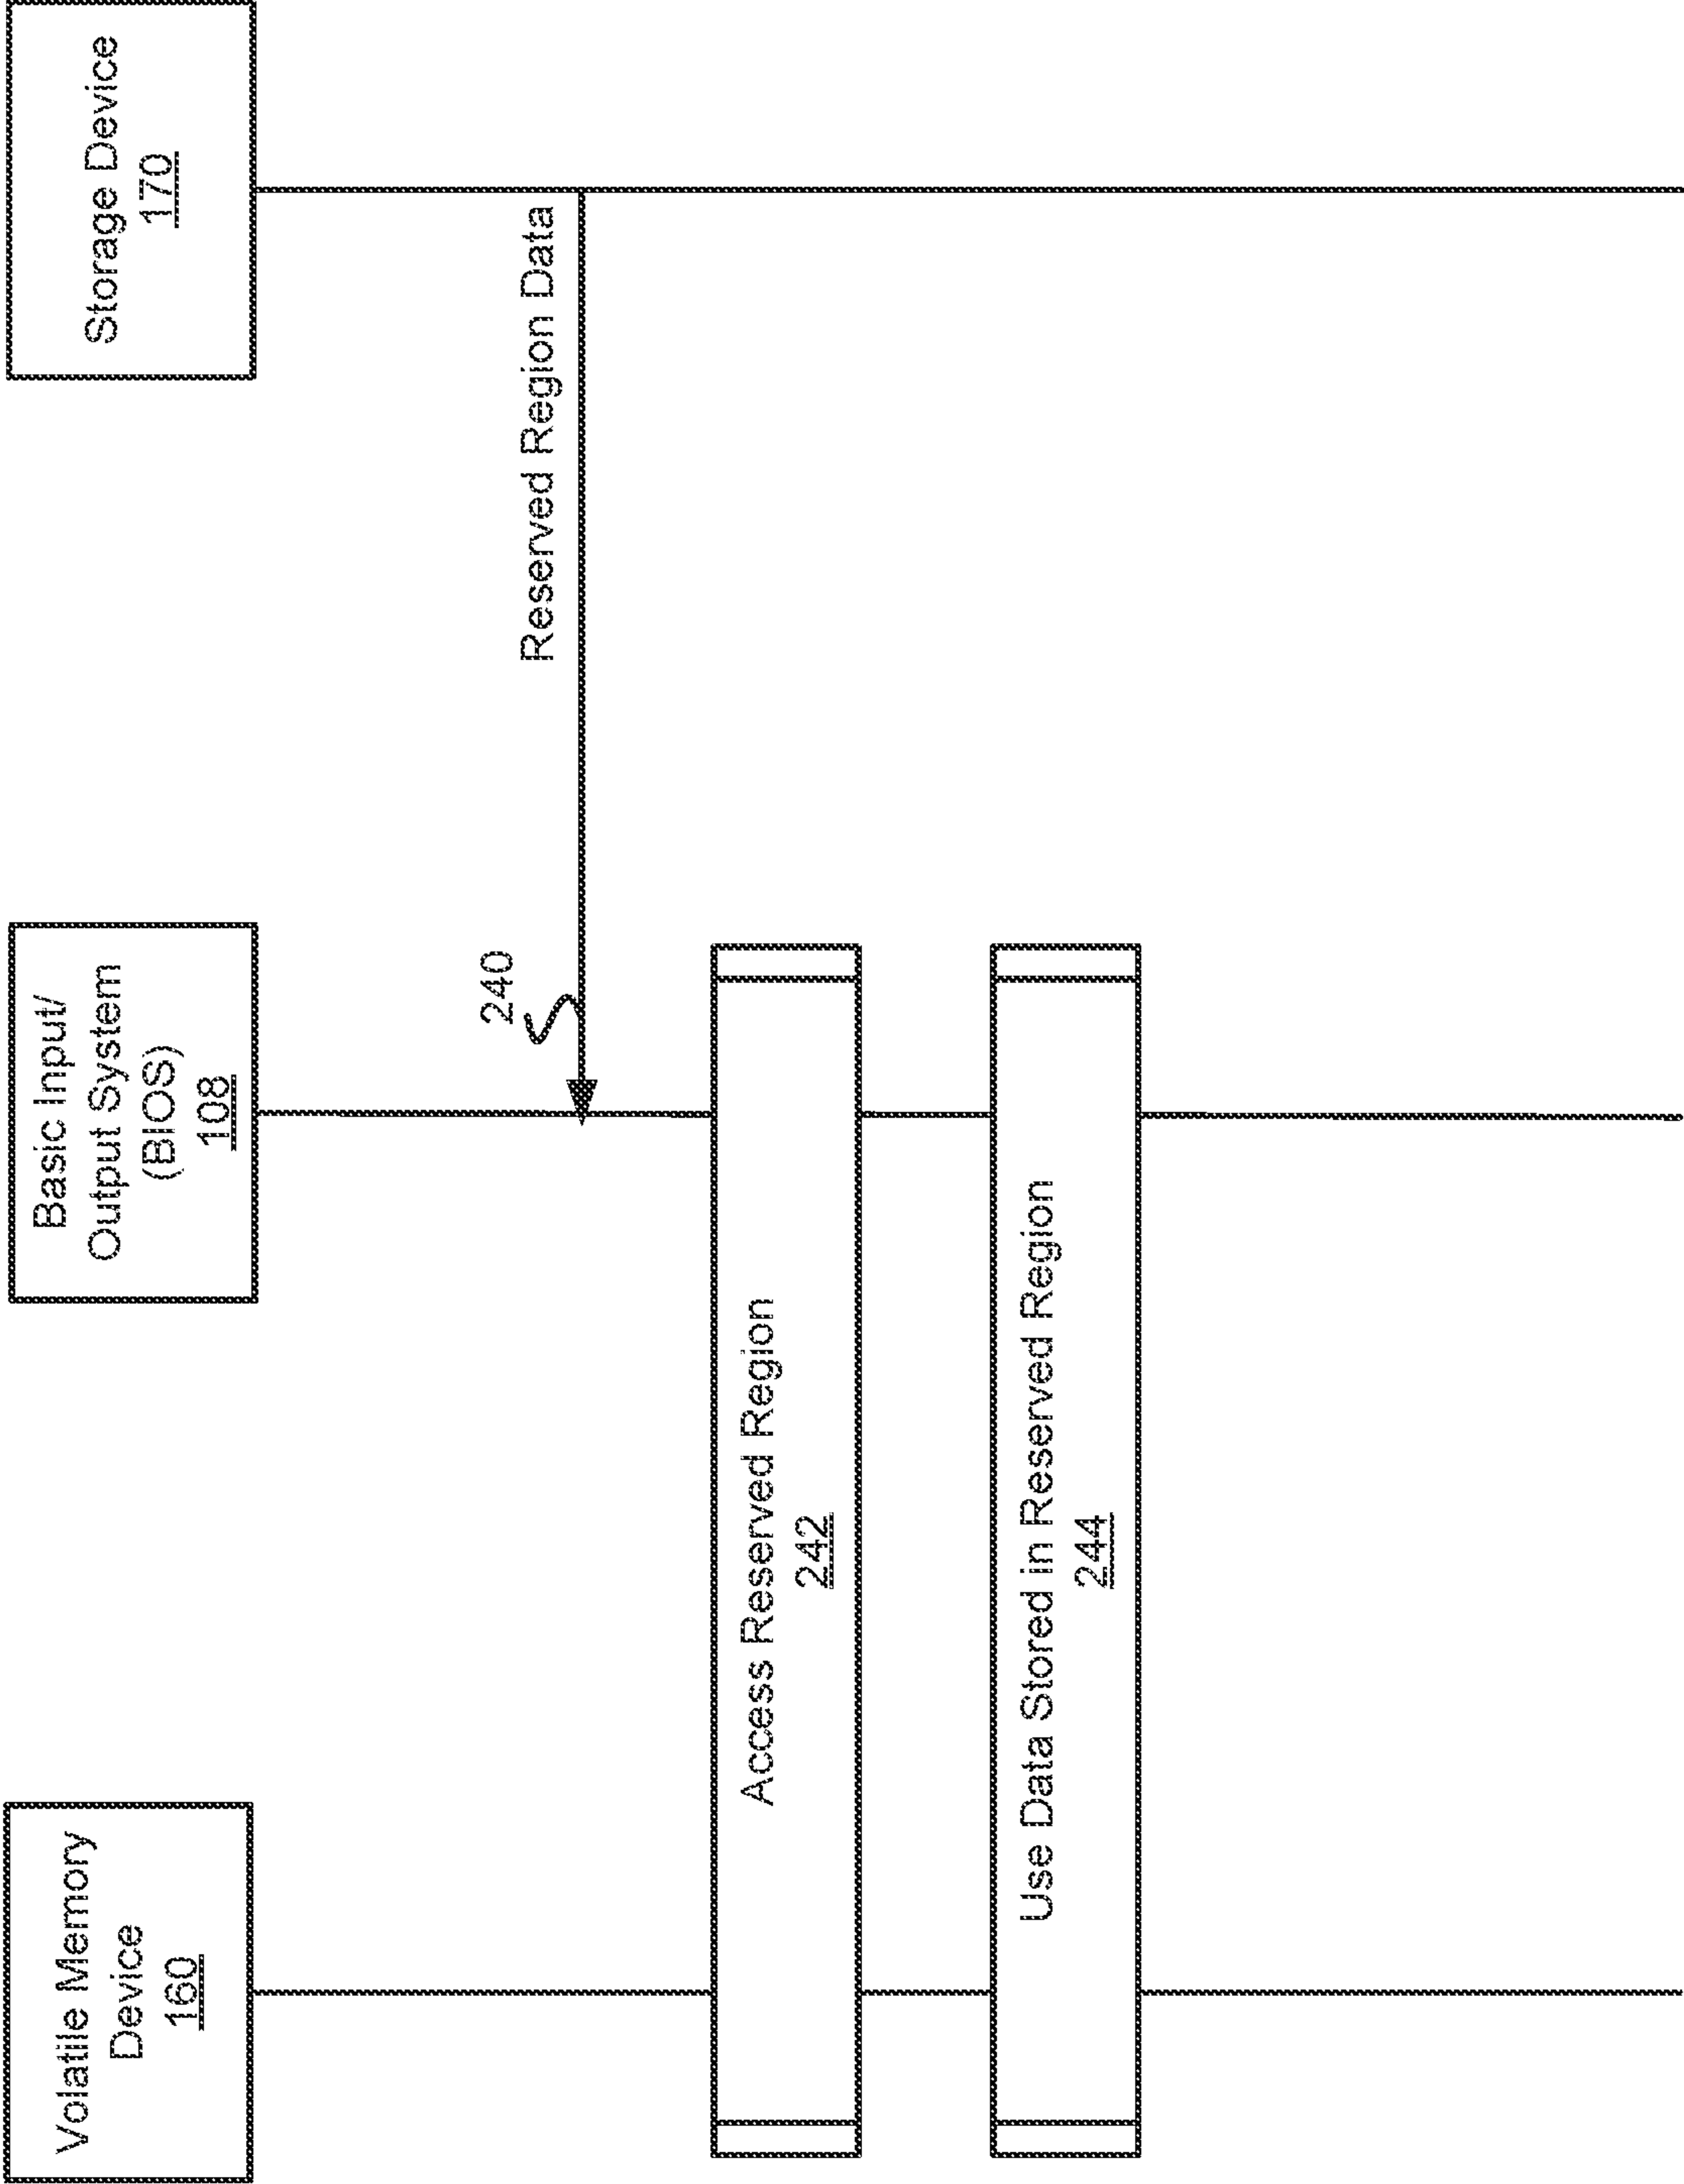 Volatile Memory
Device
160
Basic Input/
Output System
(BIOS)
108
Storage Device
170
240
Reserved Region Data
Access Reserved Region
242
Use Data Stored in Reserved Region
244